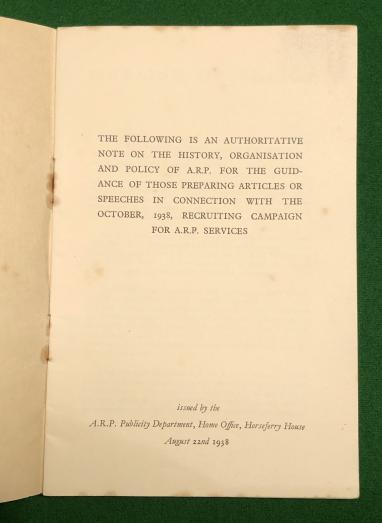 THE FOLLOWING IS AN AUTHORITATIVE
NOTE ON THE HISTORY, ORGANISATION
AND POLICY OF A.R.P. FOR THE GUID-
ANCE OF THOSE PREPARING ARTICLES OR
SPEECHES IN CONNECTION WITH THE
OCTOBER, 1938, RECRUITING CAMPAIGN
FOR A.R.P. SERVICES
issued by the
A.R.P. Publicity Department, Home Office, Horseferry House
August 22nd 1938